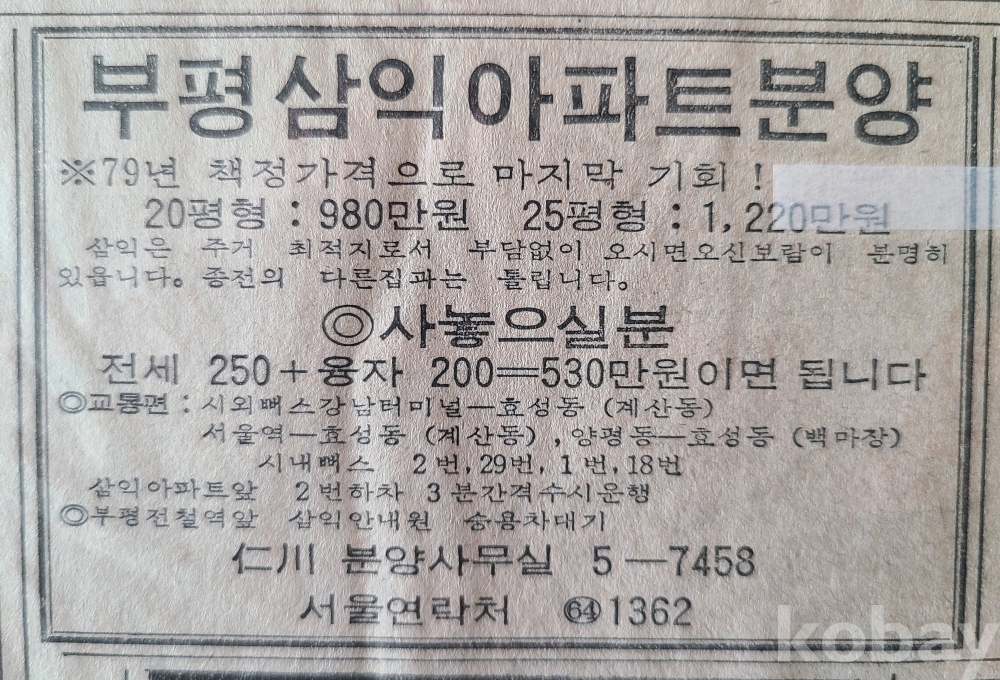 부평삼익아파트분양
※79년 책정가격으로 마지막 기회!
20평형 : 980만원 25평형 : 1,220만원
삼익은 주거 최적지로서 부담없이 오시면오신보람이 분명히
있읍니다。종전의 다른집과는 틀립니다。
◎사놓으실분
전세 250+융자 200=530만원이면 됩니다
◎교통편 : 시외뻐스강남터미널—효성동 (계산동)
서울역—효성동 (계산동), 양평동—효성동 (백마장)
시내뻐스 2번, 29번, 1번, 18번
삼익아파트앞 2번하차 3분간격수시운행
◎부평전철역앞 삼익안내원 승용차대기
仁川 분양사무실 5—7458
서울연락처 ㉔1362
kobay